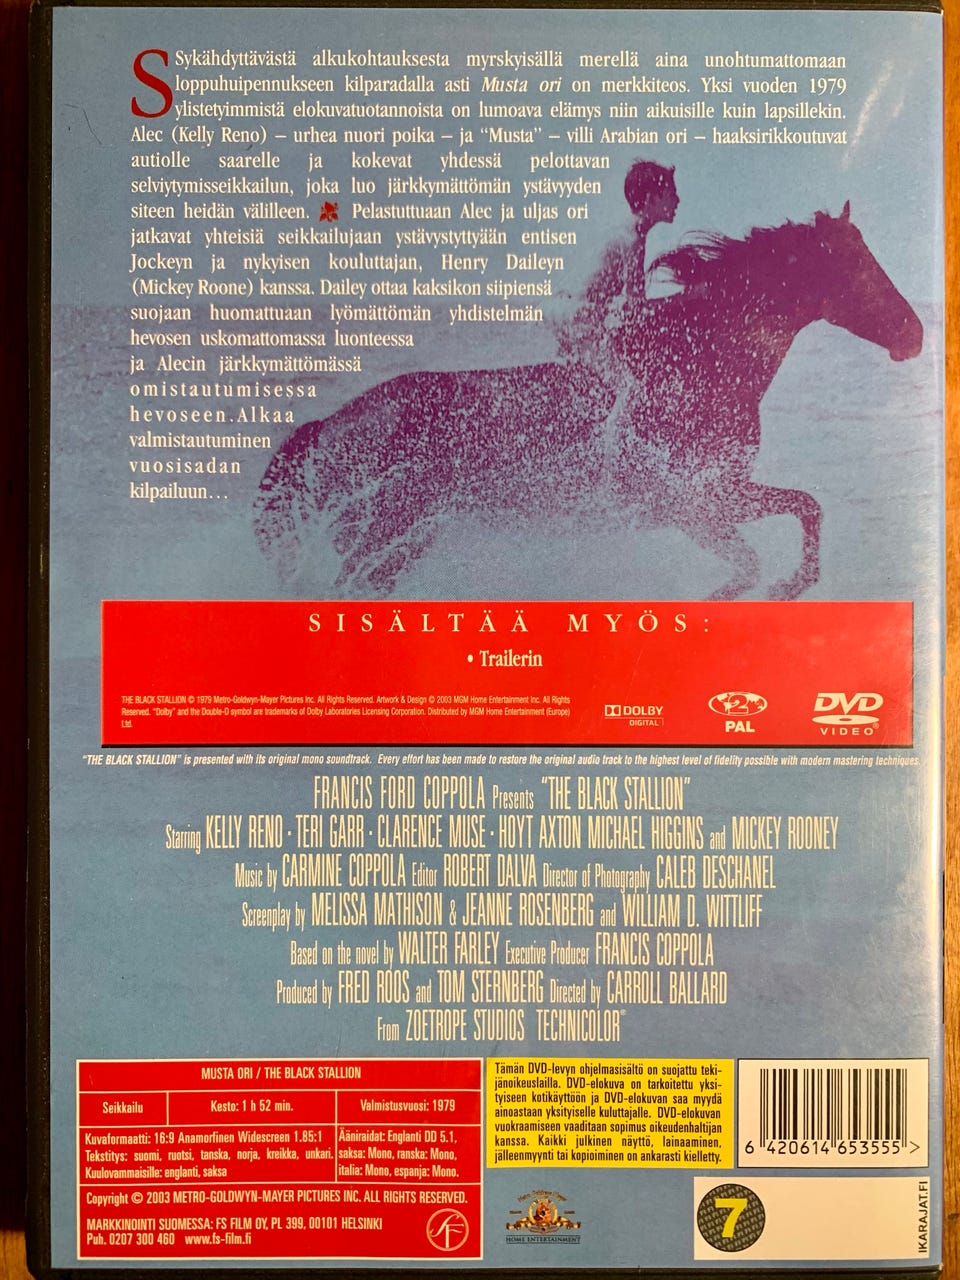 Sykähdyttävästä alkukohtauksesta myrskyisällä merellä aina unohtumattomaan
loppuhuipennukseen kilparadalla asti Musta ori on merkkiteos. Yksi vuoden 1979
ylistetyimmistä elokuvatuotannoista on lumoava elämys niin aikuisille kuin lapsillekin.
Alec (Kelly Reno) – urhea nuori poika – ja “Musta” – villi Arabian ori – haaksirikkoutuvat
autiolle saarelle ja kokevat yhdessä pelottavan
selviytymisseikkailun, joka luo järkkymättömän ystävyyden
siteen heidän välilleen. Pelastuttuaan Alec ja uljas ori
jatkavat yhteisiä seikkailujaan ystävystyttyään entisen
Jockeyn ja nykyisen kouluttajan, Henry Daileyn
(Mickey Roone) kanssa. Dailey ottaa kaksikon siipiensä
suojaan huomattuaan lyömättömän yhdistelmän
hevosen uskomattomassa luonteessa
ja Alecin järkkymättömässä
omistautumisessa
hevoseen.Alkaa
valmistautuminen
vuosisadan
kilpailuun...
SISÄLTÄÄ MYÖS:
• Trailerin
THE BLACK STALLION © 1979 Metro-Goldwyn-Mayer Pictures Inc. All Rights Reserved. Artwork & Design © 2003 MGM Home Entertainment Inc. All Rights
Reserved. "Dolby" and the Double-D symbol are trademarks of Dolby Laboratories Licensing Corporation. Distributed by MGM Home Entertainment (Europe)
Ltd.
DOLBY
DIGITAL
2
PAL
DVD
VIDEO®
"THE BLACK STALLION" is presented with its original mono soundtrack. Every effort has been made to restore the original audio track to the highest level of fidelity possible with modern mastering techniques.
FRANCIS FORD COPPOLA Presents “THE BLACK STALLION”
Starring KELLY RENO · TERI GARR · CLARENCE MUSE · HOYT AXTON MICHAEL HIGGINS and MICKEY ROONEY
Music by CARMINE COPPOLA Editor ROBERT DALVA Director of Photography CALEB DESCHANEL
Screenplay by MELISSA MATHISON & JEANNE ROSENBERG and WILLIAM D. WITTLIFF
Based on the novel by WALTER FARLEY Executive Producer FRANCIS COPPOLA
Produced by FRED ROOS and TOM STERNBERG Directed by CARROLL BALLARD
From ZOETROPE STUDIOS TECHNICOLOR®
MUSTA ORI / THE BLACK STALLION
Seikkailu
Kesto: 1 h 52 min.
Valmistusvuosi: 1979
Kuvaformaatti: 16:9 Anamorfinen Widescreen 1.85:1
Tekstitys: suomi, ruotsi, tanska, norja, kreikka, unkari.
Kuulovammaisille: englanti, saksa
Ääniraidat: Englanti DD 5.1,
saksa: Mono, ranska: Mono,
italia: Mono, espanja: Mono.
Copyright © 2003 METRO-GOLDWYN-MAYER PICTURES INC. ALL RIGHTS RESERVED.
MARKKINOINTI SUOMESSA: FS FILM OY, PL 399, 00101 HELSINKI
Puh. 0207 300 460 www.fs-film.fi
SF
Tämän DVD-levyn ohjelmasisältö on suojattu teki-
jänoikeuslailla. DVD-elokuva on tarkoitettu yksi-
tyiseen kotikäyttöön ja DVD-elokuvan saa myydä
ainoastaan yksityiselle kuluttajalle. DVD-elokuvan
vuokraamiseen vaaditaan sopimus oikeudenhaltijan
kanssa. Kaikki julkinen näyttö, lainaaminen,
jälleenmyynti tai kopioiminen on ankarasti kielletty.
6 420614 653555 >
HOME ENTERTAINMENT
7
IKARAJAT.FI